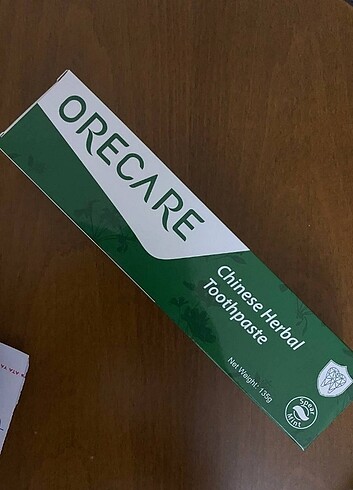 ORECARE
Chinese Herbal
Toothpaste
Net Weight: 135g
Spear
Mint